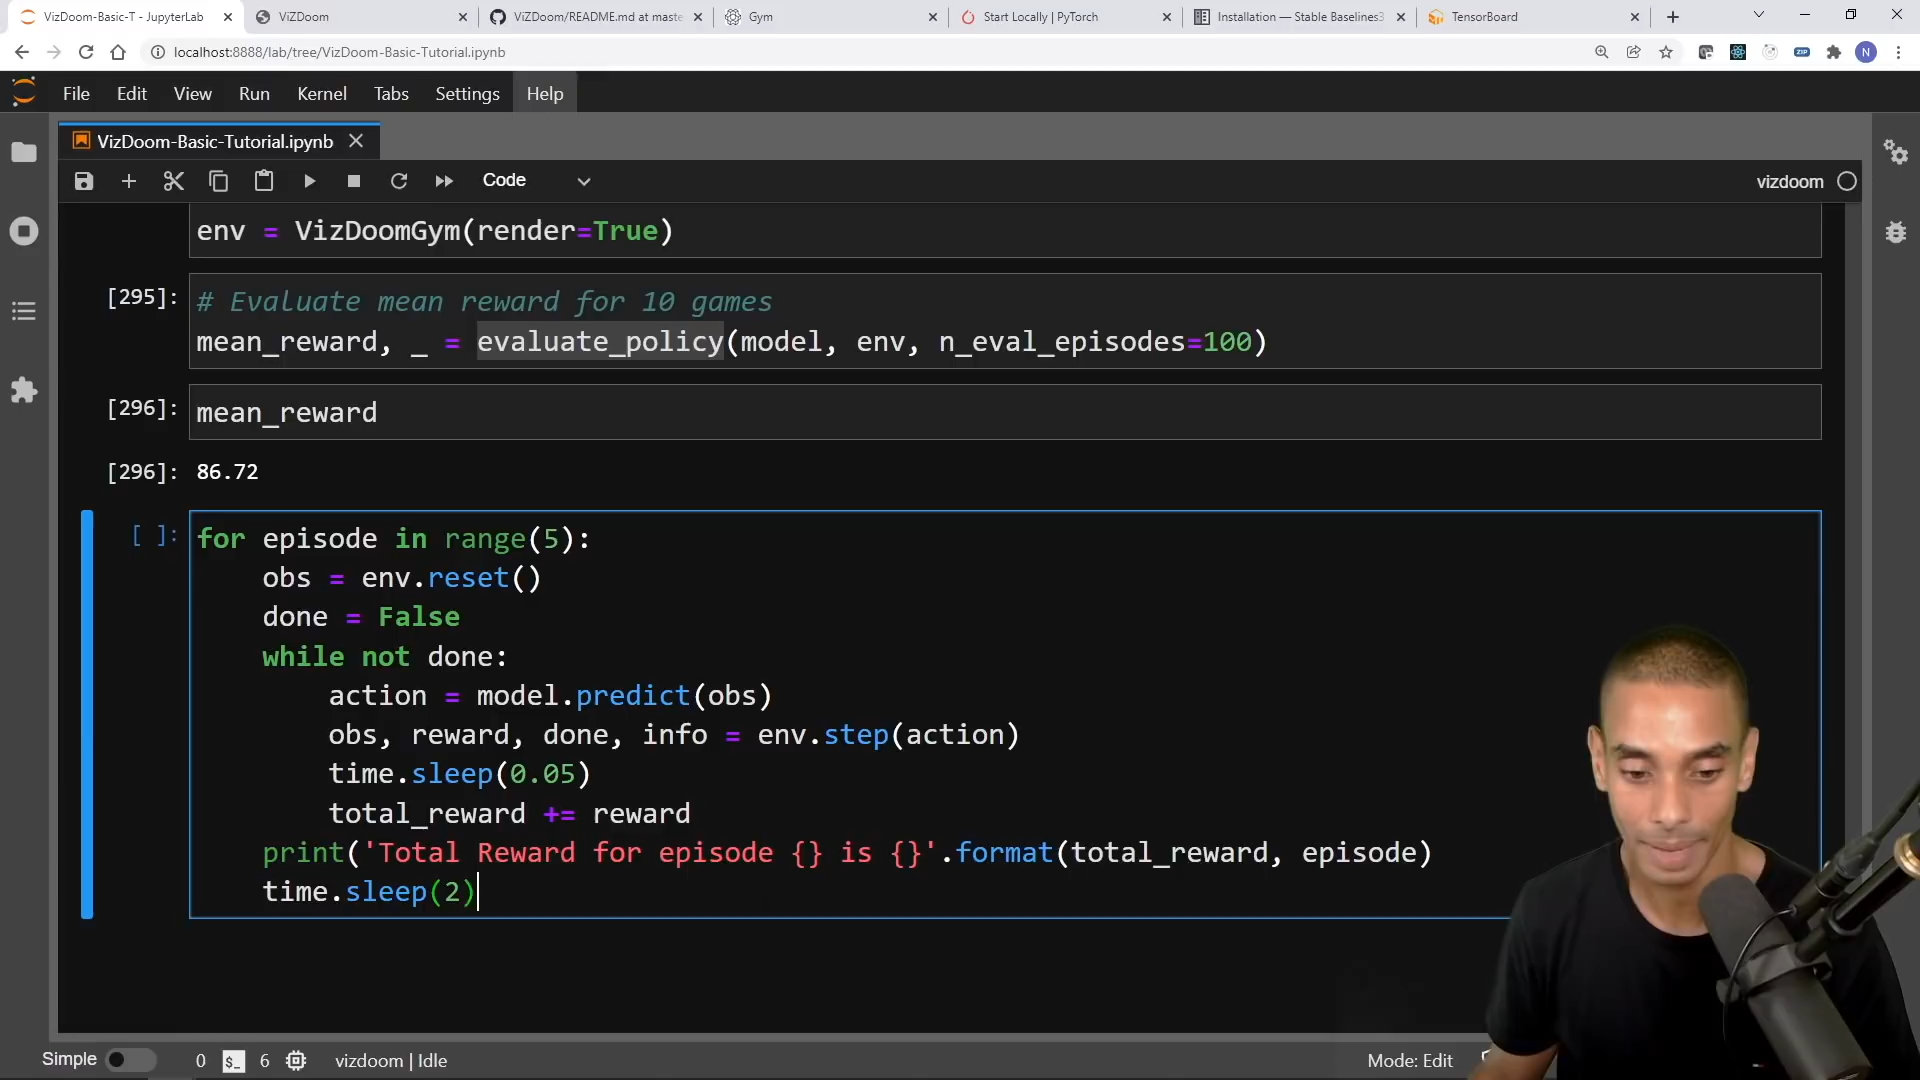 VizDoom-Basic-T - JupyterLab
ViZDoom
ViZDoom/README.md at maste
Gym
Start Locally | PyTorch
Installation — Stable Baselines3
TensorBoard
localhost:8888/lab/tree/VizDoom-Basic-Tutorial.ipynb
ZIP
N
File Edit View Run Kernel Tabs Settings Help
VizDoom-Basic-Tutorial.ipynb
Code
vizdoom
env = VizDoomGym(render=True)
[295]:
# Evaluate mean reward for 10 games
mean_reward, _ = evaluate_policy(model, env, n_eval_episodes=100)
[296]:
mean_reward
[296]: 86.72
[ ]:
for episode in range(5):
    obs = env.reset()
    done = False
    while not done:
        action = model.predict(obs)
        obs, reward, done, info = env.step(action)
        time.sleep(0.05)
        total_reward += reward
    print('Total Reward for episode {} is {}'.format(total_reward, episode)
    time.sleep(2)
Simple 0 $_ 6 vizdoom | Idle Mode: Edit